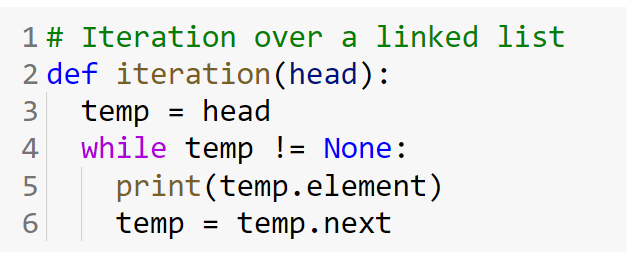 1 # Iteration over a linked list
2 def iteration(head):
3   temp = head
4   while temp != None:
5     print(temp.element)
6     temp = temp.next